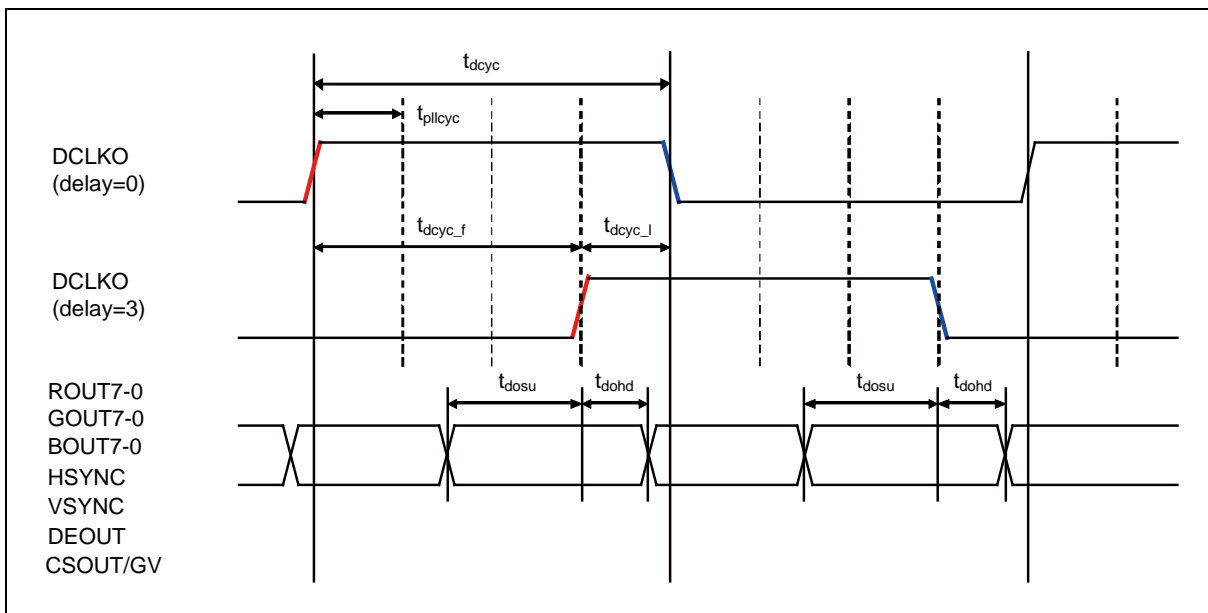 tdcyc
tpllcyc
DCLKO
(delay=0)
tdcyc_f
tdcyc_l
DCLKO
(delay=3)
tdosu
tdohd
tdosu
tdohd
ROUT7-0
GOUT7-0
BOUT7-0
HSYNC
VSYNC
DEOUT
CSOUT/GV